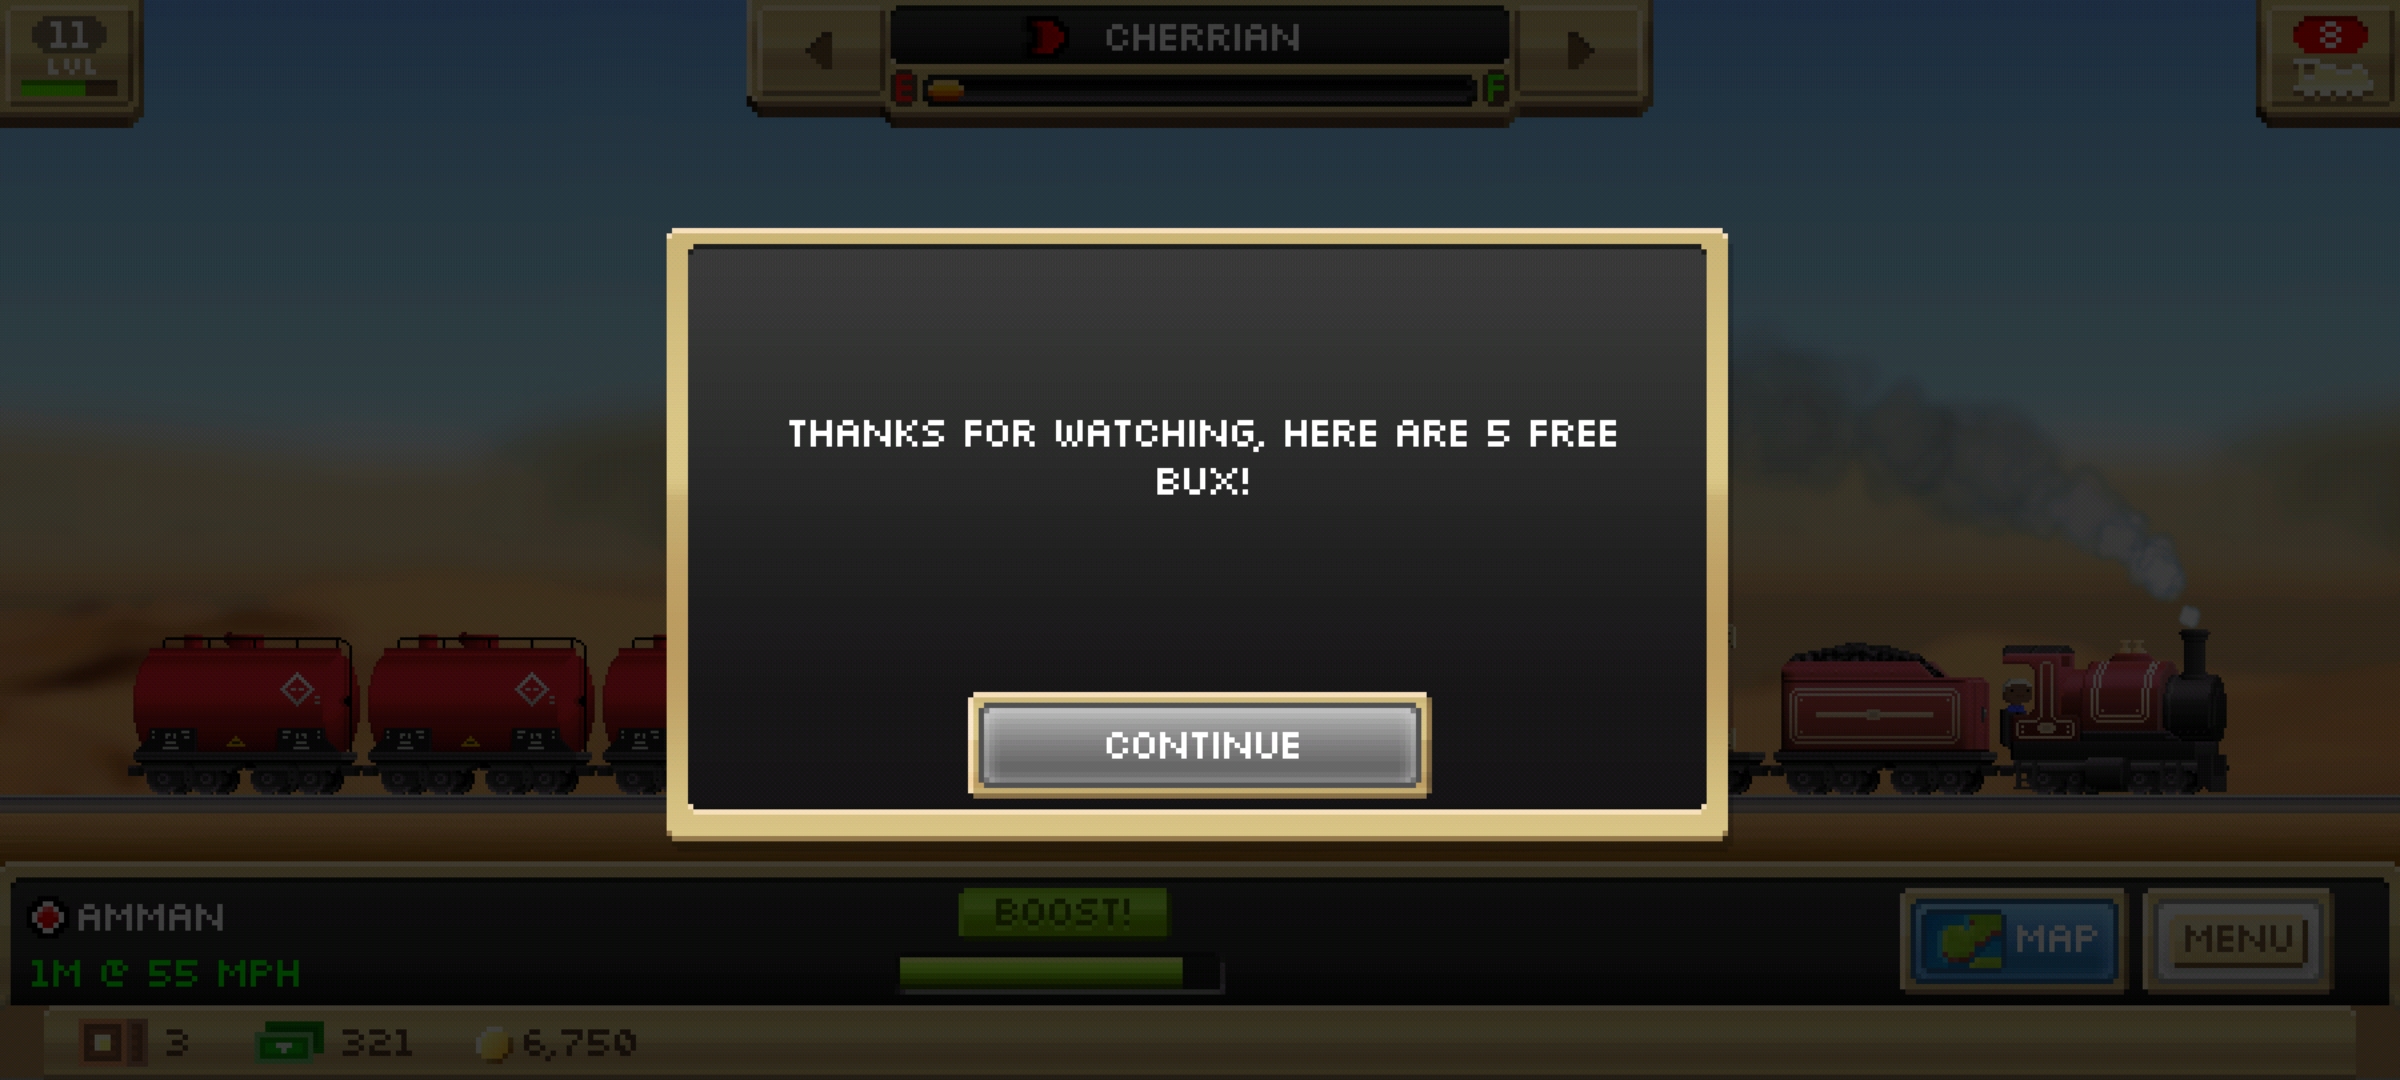 11
LVL
CHERRIAN
E
F
8
THANKS FOR WATCHING, HERE ARE 5 FREE
BUX!
CONTINUE
AMMAN
1M @ 55 MPH
BOOST!
MAP
MENU
3
321
6,750